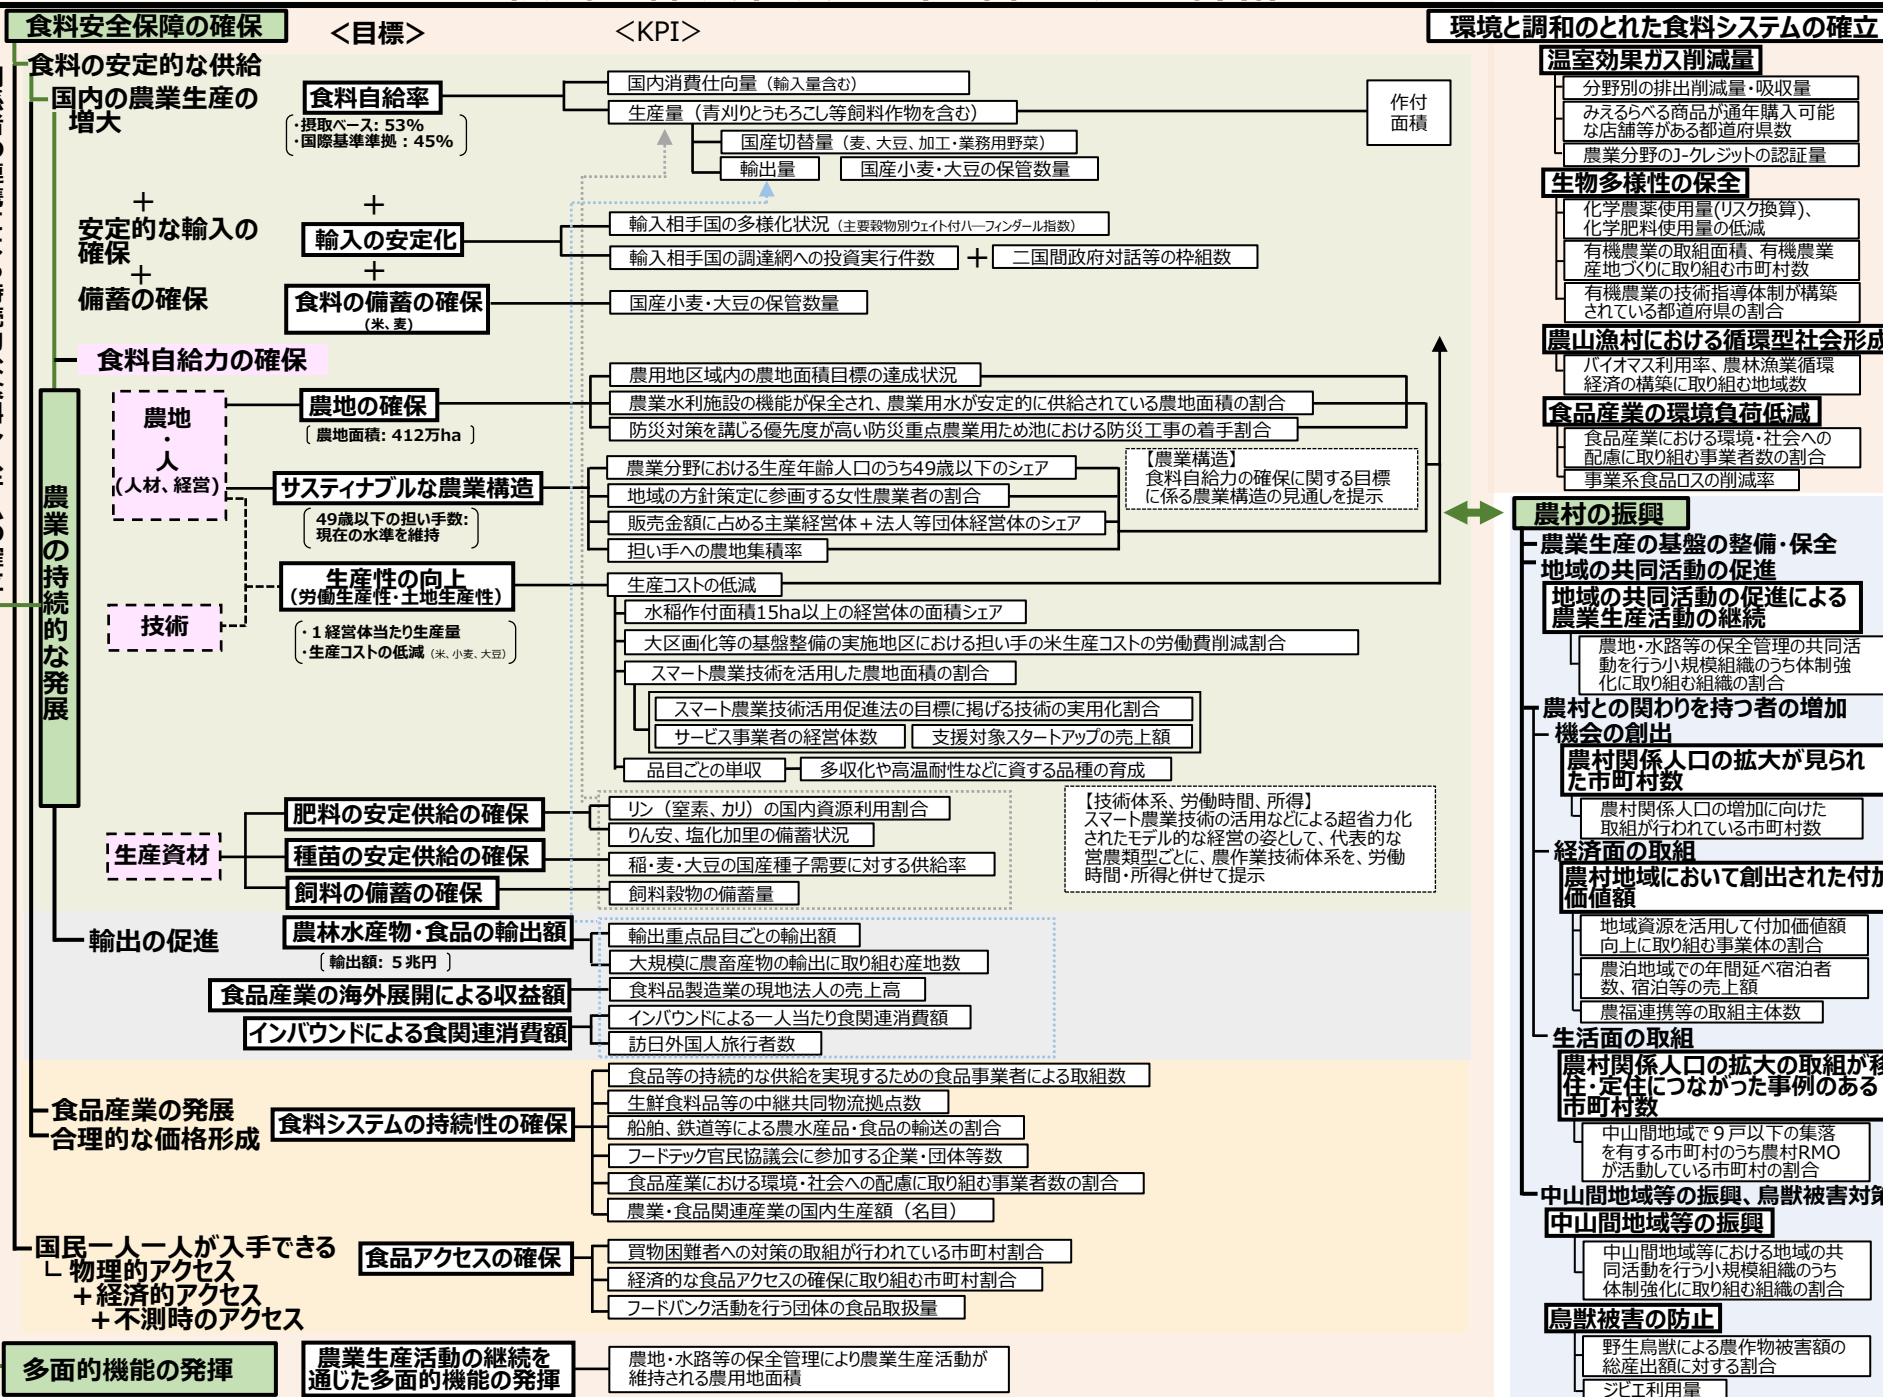 食料安全保障の確保
＜目標＞
＜KPI＞
食料の安定的な供給
国内の農業生産の
増大
食料自給率
・摂取ベース: 53%
・国際基準準拠：45%
国内消費仕向量（輸入量含む）
生産量（青刈りとうもろこし等飼料作物を含む）
国産切替量（麦、大豆、加工・業務用野菜）
輸出量
国産小麦・大豆の保管数量
作付
面積
＋
安定的な輸入の
確保
＋
備蓄の確保
＋
輸入の安定化
＋
輸入相手国の多様化状況（主要穀物別ウェイト付ハーフィンダール指数）
輸入相手国の調達網への投資実行件数
＋
二国間政府対話等の枠組数
食料の備蓄の確保
(米、麦)
国産小麦・大豆の保管数量
食料自給力の確保
農業の持続的な発展
農地
・
人
(人材、経営)
農地の確保
農地面積: 412万ha
農用地区域内の農地面積目標の達成状況
農業水利施設の機能が保全され、農業用水が安定的に供給されている農地面積の割合
防災対策を講じる優先度が高い防災重点農業用ため池における防災工事の着手割合
サスティナブルな農業構造
49歳以下の担い手数:
現在の水準を維持
農業分野における生産年齢人口のうち49歳以下のシェア
地域の方針策定に参画する女性農業者の割合
販売金額に占める主業経営体＋法人等団体経営体のシェア
担い手への農地集積率
【農業構造】
食料自給力の確保に関する目標
に係る農業構造の見通しを提示
技術
生産性の向上
(労働生産性・土地生産性)
・１経営体当たり生産量
・生産コストの低減（米、小麦、大豆）
生産コストの低減
水稲作付面積15ha以上の経営体の面積シェア
大区画化等の基盤整備の実施地区における担い手の米生産コストの労働費削減割合
スマート農業技術を活用した農地面積の割合
スマート農業技術活用促進法の目標に掲げる技術の実用化割合
サービス事業者の経営体数
支援対象スタートアップの売上額
品目ごとの単収
多収化や高温耐性などに資する品種の育成
生産資材
肥料の安定供給の確保
リン（窒素、カリ）の国内資源利用割合
りん安、塩化加里の備蓄状況
種苗の安定供給の確保
稲・麦・大豆の国産種子需要に対する供給率
飼料の備蓄の確保
飼料穀物の備蓄量
【技術体系、労働時間、所得】
スマート農業技術の活用などによる超省力化
されたモデル的な経営の姿として、代表的な
営農類型ごとに、農作業技術体系を、労働
時間・所得と併せて提示
輸出の促進
農林水産物・食品の輸出額
輸出額: ５兆円
輸出重点品目ごとの輸出額
大規模に農畜産物の輸出に取り組む産地数
食品産業の海外展開による収益額
食料品製造業の現地法人の売上高
インバウンドによる食関連消費額
インバウンドによる一人当たり食関連消費額
訪日外国人旅行者数
食品産業の発展
合理的な価格形成
食料システムの持続性の確保
食品等の持続的な供給を実現するための食品事業者による取組数
生鮮食料品等の中継共同物流拠点数
船舶、鉄道等による農水産品・食品の輸送の割合
フードテック官民協議会に参加する企業・団体等数
食品産業における環境・社会への配慮に取り組む事業者数の割合
農業・食品関連産業の国内生産額（名目）
国民一人一人が入手できる
物理的アクセス
＋経済的アクセス
＋不測時のアクセス
食品アクセスの確保
買物困難者への対策の取組が行われている市町村割合
経済的な食品アクセスの確保に取り組む市町村割合
フードバンク活動を行う団体の食品取扱量
多面的機能の発揮
農業生産活動の継続を
通じた多面的機能の発揮
農地・水路等の保全管理により農業生産活動が
維持される農用地面積
環境と調和のとれた食料システムの確立
温室効果ガス削減量
分野別の排出削減量・吸収量
みえるらべる商品が通年購入可能
な店舗等がある都道府県数
農業分野のJ-クレジットの認証量
生物多様性の保全
化学農薬使用量(リスク換算)、
化学肥料使用量の低減
有機農業の取組面積、有機農業
産地づくりに取り組む市町村数
有機農業の技術指導体制が構築
されている都道府県の割合
農山漁村における循環型社会形成
バイオマス利用率、農林漁業循環
経済の構築に取り組む地域数
食品産業の環境負荷低減
食品産業における環境・社会への
配慮に取り組む事業者数の割合
事業系食品ロスの削減率
農村の振興
農業生産の基盤の整備・保全
地域の共同活動の促進
地域の共同活動の促進による
農業生産活動の継続
農地・水路等の保全管理の共同活
動を行う小規模組織のうち体制強
化に取り組む組織の割合
農村との関わりを持つ者の増加
機会の創出
農村関係人口の拡大が見られ
た市町村数
農村関係人口の増加に向けた
取組が行われている市町村数
経済面の取組
農村地域において創出された付加
価値額
地域資源を活用して付加価値額
向上に取り組む事業体の割合
農泊地域での年間延べ宿泊者
数、宿泊等の売上額
農福連携等の取組主体数
生活面の取組
農村関係人口の拡大の取組が移
住・定住につながった事例のある
市町村数
中山間地域で９戸以下の集落
を有する市町村のうち農村RMO
が活動している市町村の割合
中山間地域等の振興、鳥獣被害対策
中山間地域等の振興
中山間地域等における地域の共
同活動を行う小規模組織のうち
体制強化に取り組む組織の割合
鳥獣被害の防止
野生鳥獣による農作物被害額の
総産出額に対する割合
ジビエ利用量